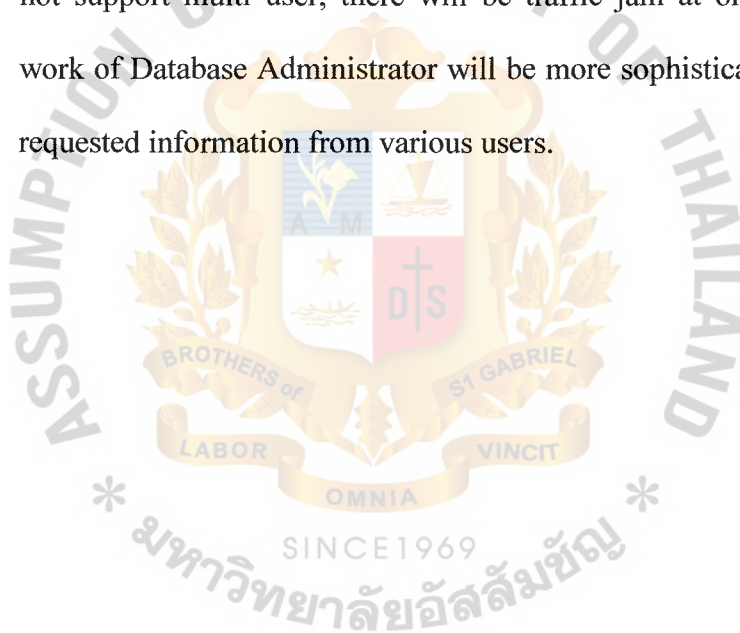 not support multi user, there will be traffic jam at
work of Database Administrator will be more
requested information from various users.
ASSUMPTION
OF
THAILAND
A M
D S
BROTHERS of
S1 GABRIEL
LABOR
VINCIT
OMNIA
SINCE1969
มหาวิทยาลัยอัสสัมชัญ